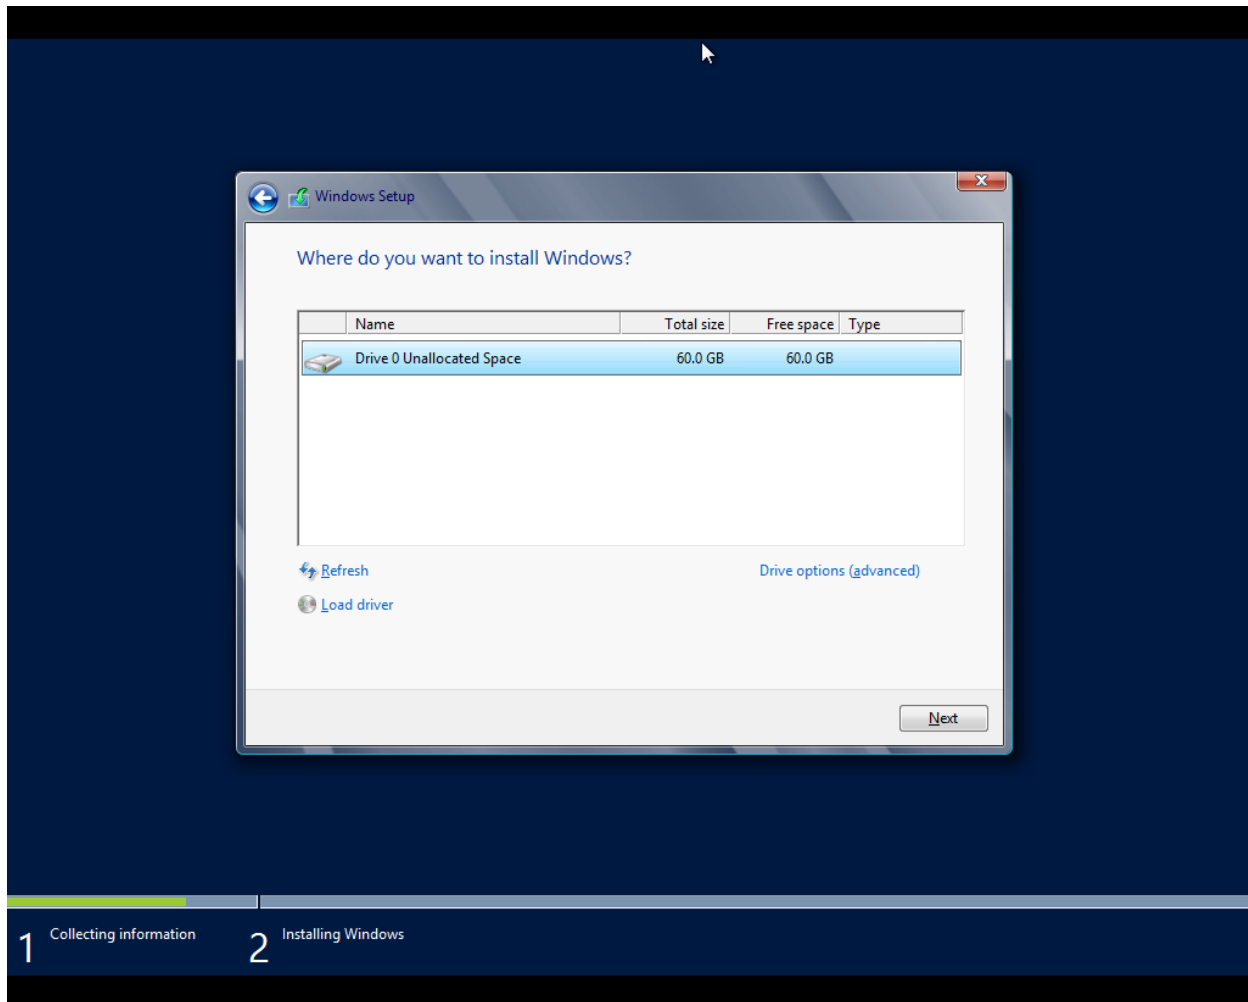 Windows Setup
X
Where do you want to install Windows?
Name Total size Free space Type
Drive 0 Unallocated Space 60.0 GB 60.0 GB
Refresh Drive options (advanced)
Load driver
Next
1 Collecting information 2 Installing Windows